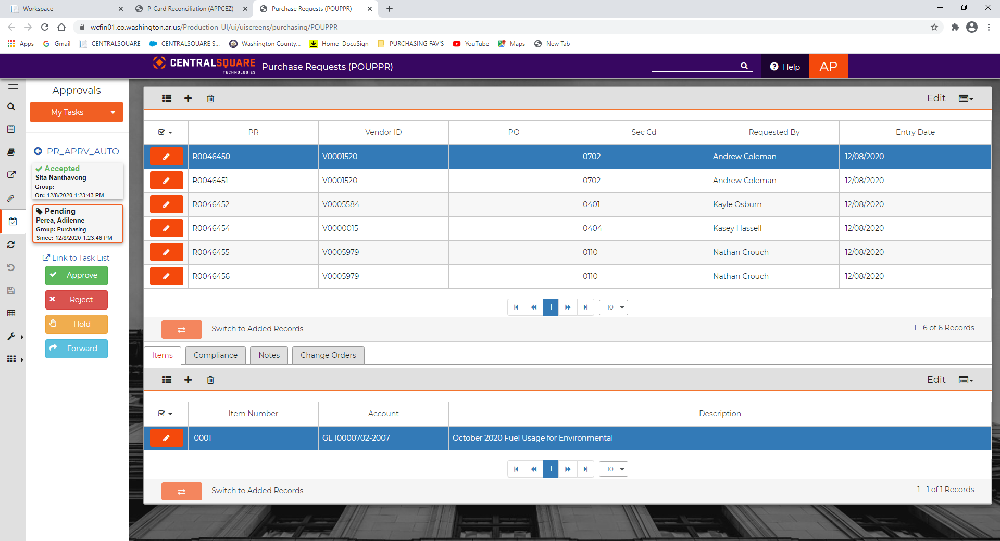 Workspace
P-Card Reconciliation (APPCEZ)
Purchase Requests (POUPPR)
wcfin01.co.washington.ar.us/Production-UI/ui/uiscreens/purchasing/POUPPR
Apps Gmail CENTRALSQUARE CENTRALSQUARE S... Washington County... Home DocuSign PURCHASING FAV'S YouTube Maps New Tab
CENTRALSQUARE
TECHNOLOGIES
Purchase Requests (POUPPR)
Help
AP
Approvals
My Tasks
PR_APRV_AUTO
Accepted
Sita Nanthavong
Group:
On: 12/8/2020 1:23:43 PM
Pending
Perea, Adilenne
Group: Purchasing
Since: 12/8/2020 1:23:46 PM
Link to Task List
Approve
Reject
Hold
Forward
Edit
PR Vendor ID PO Sec Cd Requested By Entry Date
R0046450 V0001520 0702 Andrew Coleman 12/08/2020
R0046451 V0001520 0702 Andrew Coleman 12/08/2020
R0046452 V0005584 0401 Kayle Osburn 12/08/2020
R0046454 V0000015 0404 Kasey Hassell 12/08/2020
R0046455 V0005979 0110 Nathan Crouch 12/08/2020
R0046456 V0005979 0110 Nathan Crouch 12/08/2020
1 10
Switch to Added Records 1 - 6 of 6 Records
Items Compliance Notes Change Orders
Edit
Item Number Account Description
0001 GL 10000702-2007 October 2020 Fuel Usage for Environmental
1 10
Switch to Added Records 1 - 1 of 1 Records